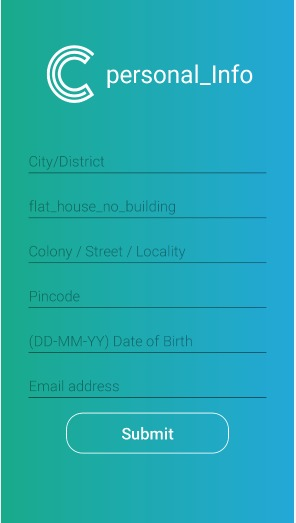 personal_Info
City/District
flat_house_no_building
Colony / Street / Locality
Pincode
(DD-MM-YY) Date of Birth
Email address
Submit